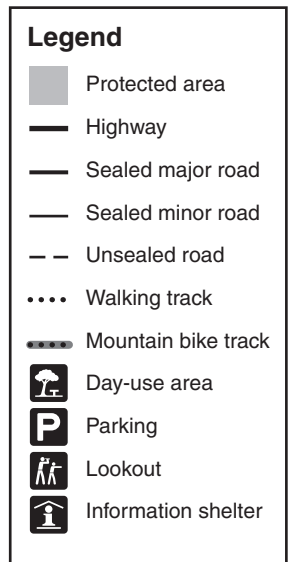 Legend
Protected area
Highway
Sealed major road
Sealed minor road
Unsealed road
Walking track
Mountain bike track
Day-use area
P Parking
Lookout
Information shelter